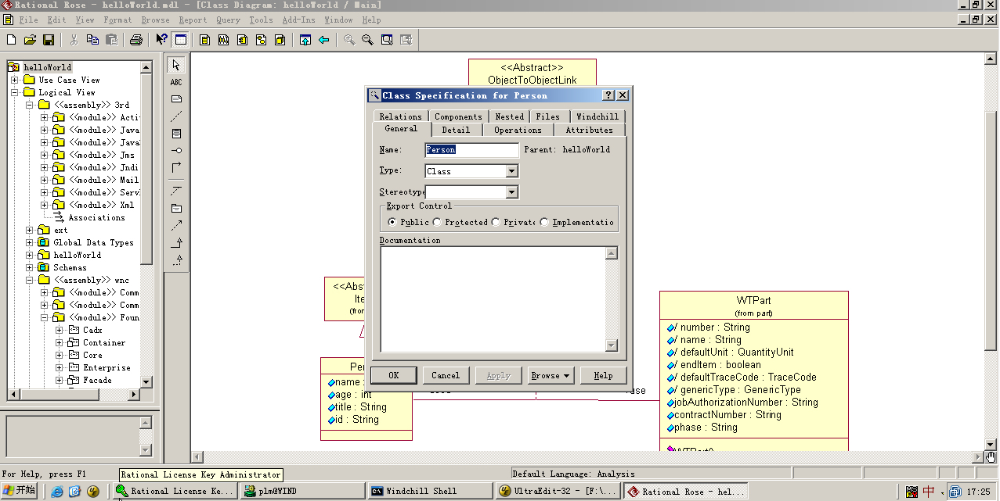 Rational Rose - helloWorld.mdl - [Class Diagram: helloWorld / Main]
File Edit View Format Browse Report Query Tools Add-Ins Window Help
helloWorld
Use Case View
Logical View
<<assembly>> 3rd
<<module>> Acti
<<module>> Java
<<module>> Java
<<module>> Jms
<<module>> Jndi
<<module>> Mail
<<module>> Serv
<<module>> Xml
Associations
ext
Global Data Types
helloWorld
Schemas
<<assembly>> wnc
<<module>> Comm
<<module>> Comm
<<module>> Foun
Cadx
Container
Core
Enterprise
Facade
ABC
<<Abstract>>
ObjectToObjectLink
Class Specification for Person
Relations Components Nested Files Windchill
General Detail Operations Attributes
Name: Person Parent: helloWorld
Type: Class
Stereotype
Export Control
Public Protected Private Implementatio
Documentation
OK Cancel Apply Browse Help
<<Abs
Ite
(fror
Pe
name :
age : int
title : String
id : String
WTPart
(from part)
/ number : String
/ name : String
/ defaultUnit : QuantityUnit
/ endItem : boolean
/ defaultTraceCode : TraceCode
/ genericType : GenericType
jobAuthorizationNumber : String
contractNumber : String
phase : String
WTPart()
For Help, press F1
Rational License Key Administrator
Default Language: Analysis
开始
Rational License Ke...
plm@WIND
Windchill Shell
UltraEdit-32 - [F:\...
Rational Rose - hel...
中
17:25